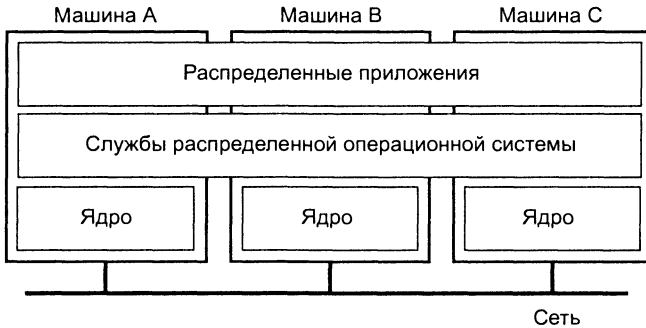 Машина A
Машина B
Машина C
Распределенные приложения
Службы распределенной операционной системы
Ядро
Ядро
Ядро
Сеть